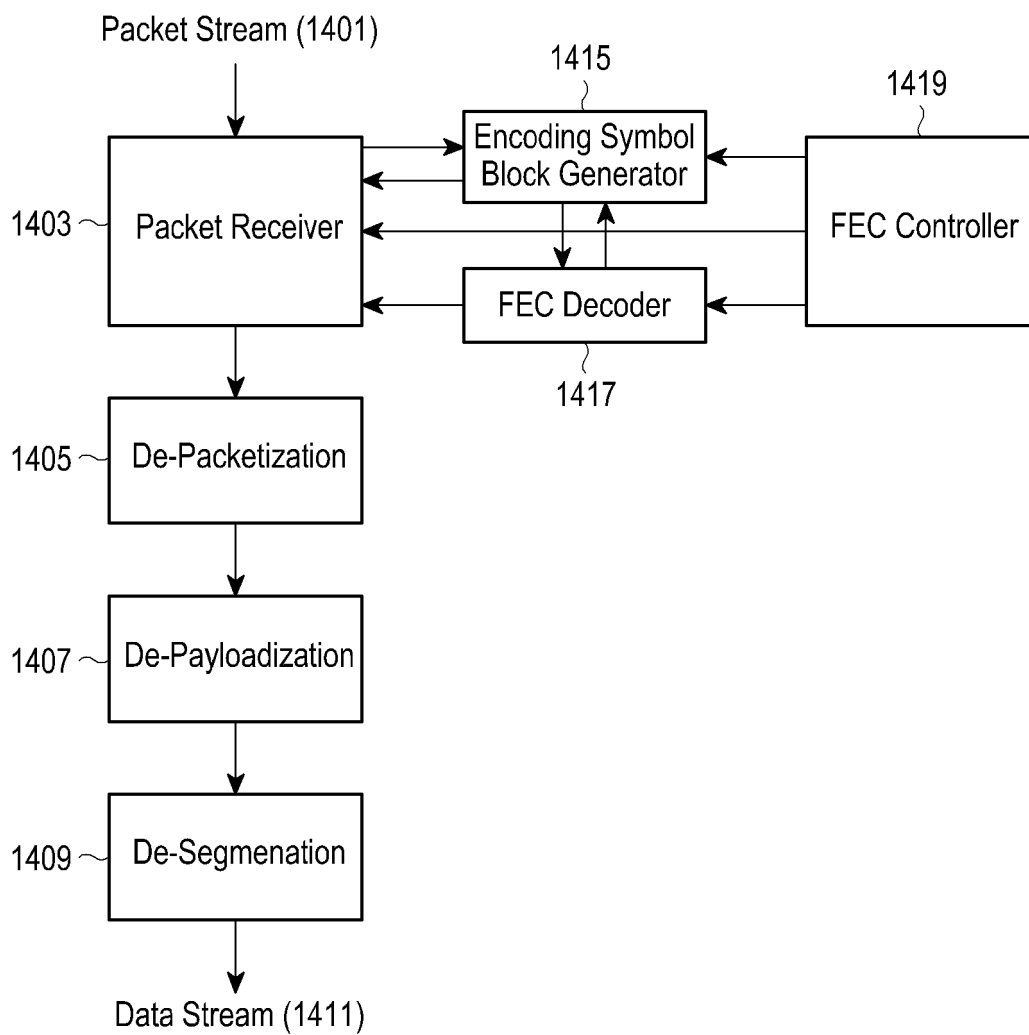 Packet Stream (1401)
1415
1419
Encoding Symbol
Block Generator
1403
Packet Receiver
FEC Controller
FEC Decoder
1417
1405
De-Packetization
1407
De-Payloadization
1409
De-Segmenation
Data Stream (1411)